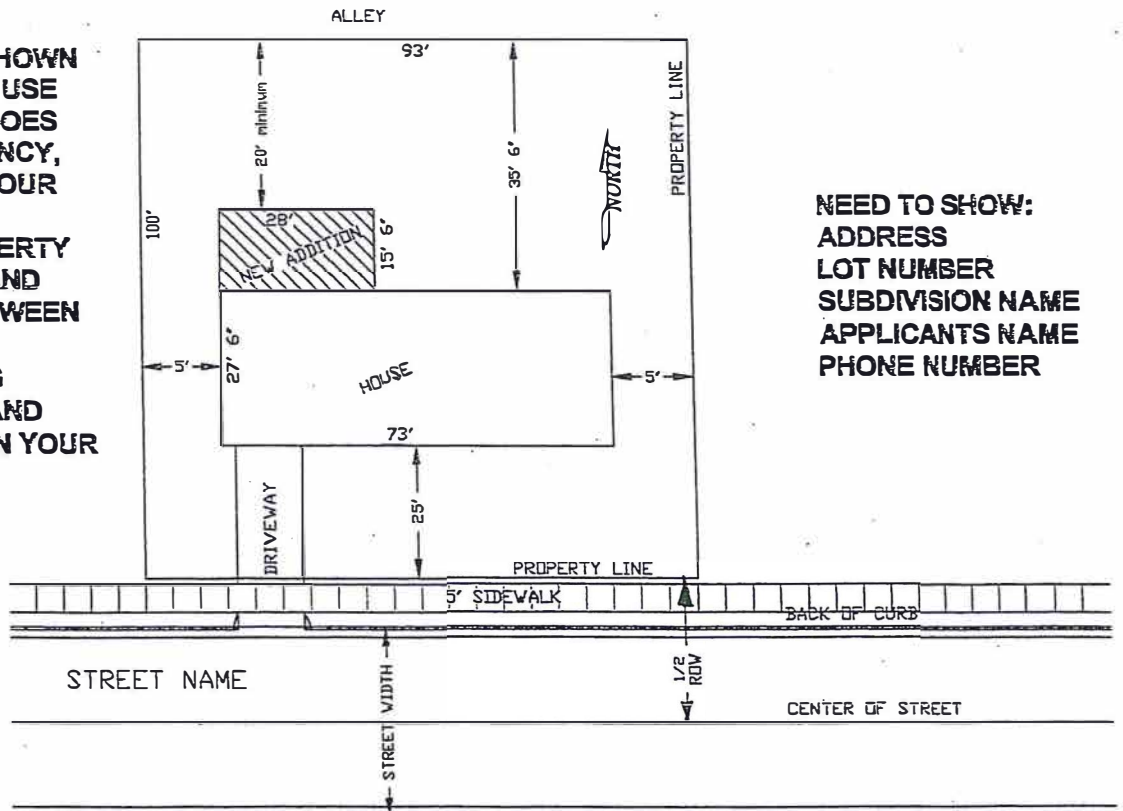 ALLEY
HOWN
USE
OES
NCY,
OUR
ERTY
ND
WEEN
AND
N YOUR
93'
20' minimum
35' 6"
PROPERTY LINE
NORTH
100'
28'
NEW ADDITION
15' 6"
5'
27' 6"
HOUSE
5'
73'
DRIVEWAY
25'
PROPERTY LINE
5' SIDEWALK
BACK OF CURB
STREET NAME
STREET WIDTH
1/2
ROW
CENTER OF STREET
NEED TO SHOW:
ADDRESS
LOT NUMBER
SUBDIVISION NAME
APPLICANTS NAME
PHONE NUMBER